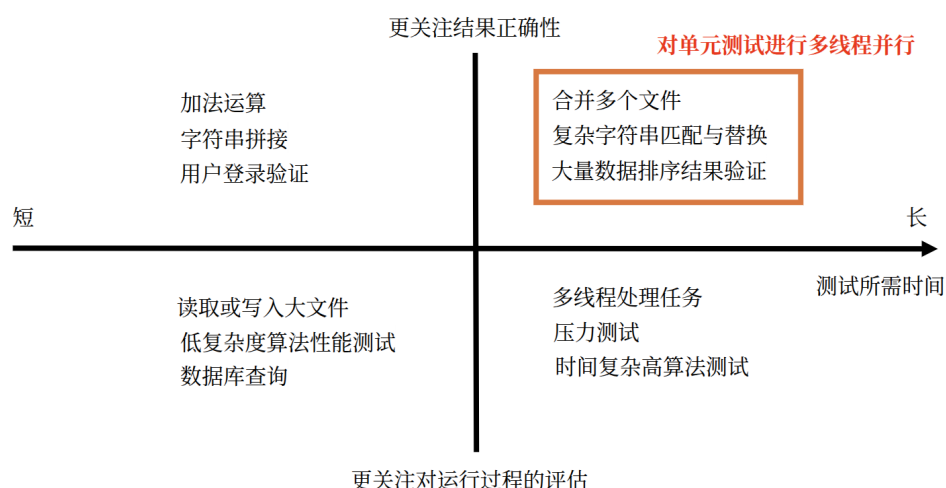 更关注结果正确性
对单元测试进行多线程并行
加法运算
字符串拼接
用户登录验证
合并多个文件
复杂字符串匹配与替换
大量数据排序结果验证
短
长
测试所需时间
读取或写入大文件
低复杂度算法性能测试
数据库查询
多线程处理任务
压力测试
时间复杂高算法测试
更关注对运行过程的评估